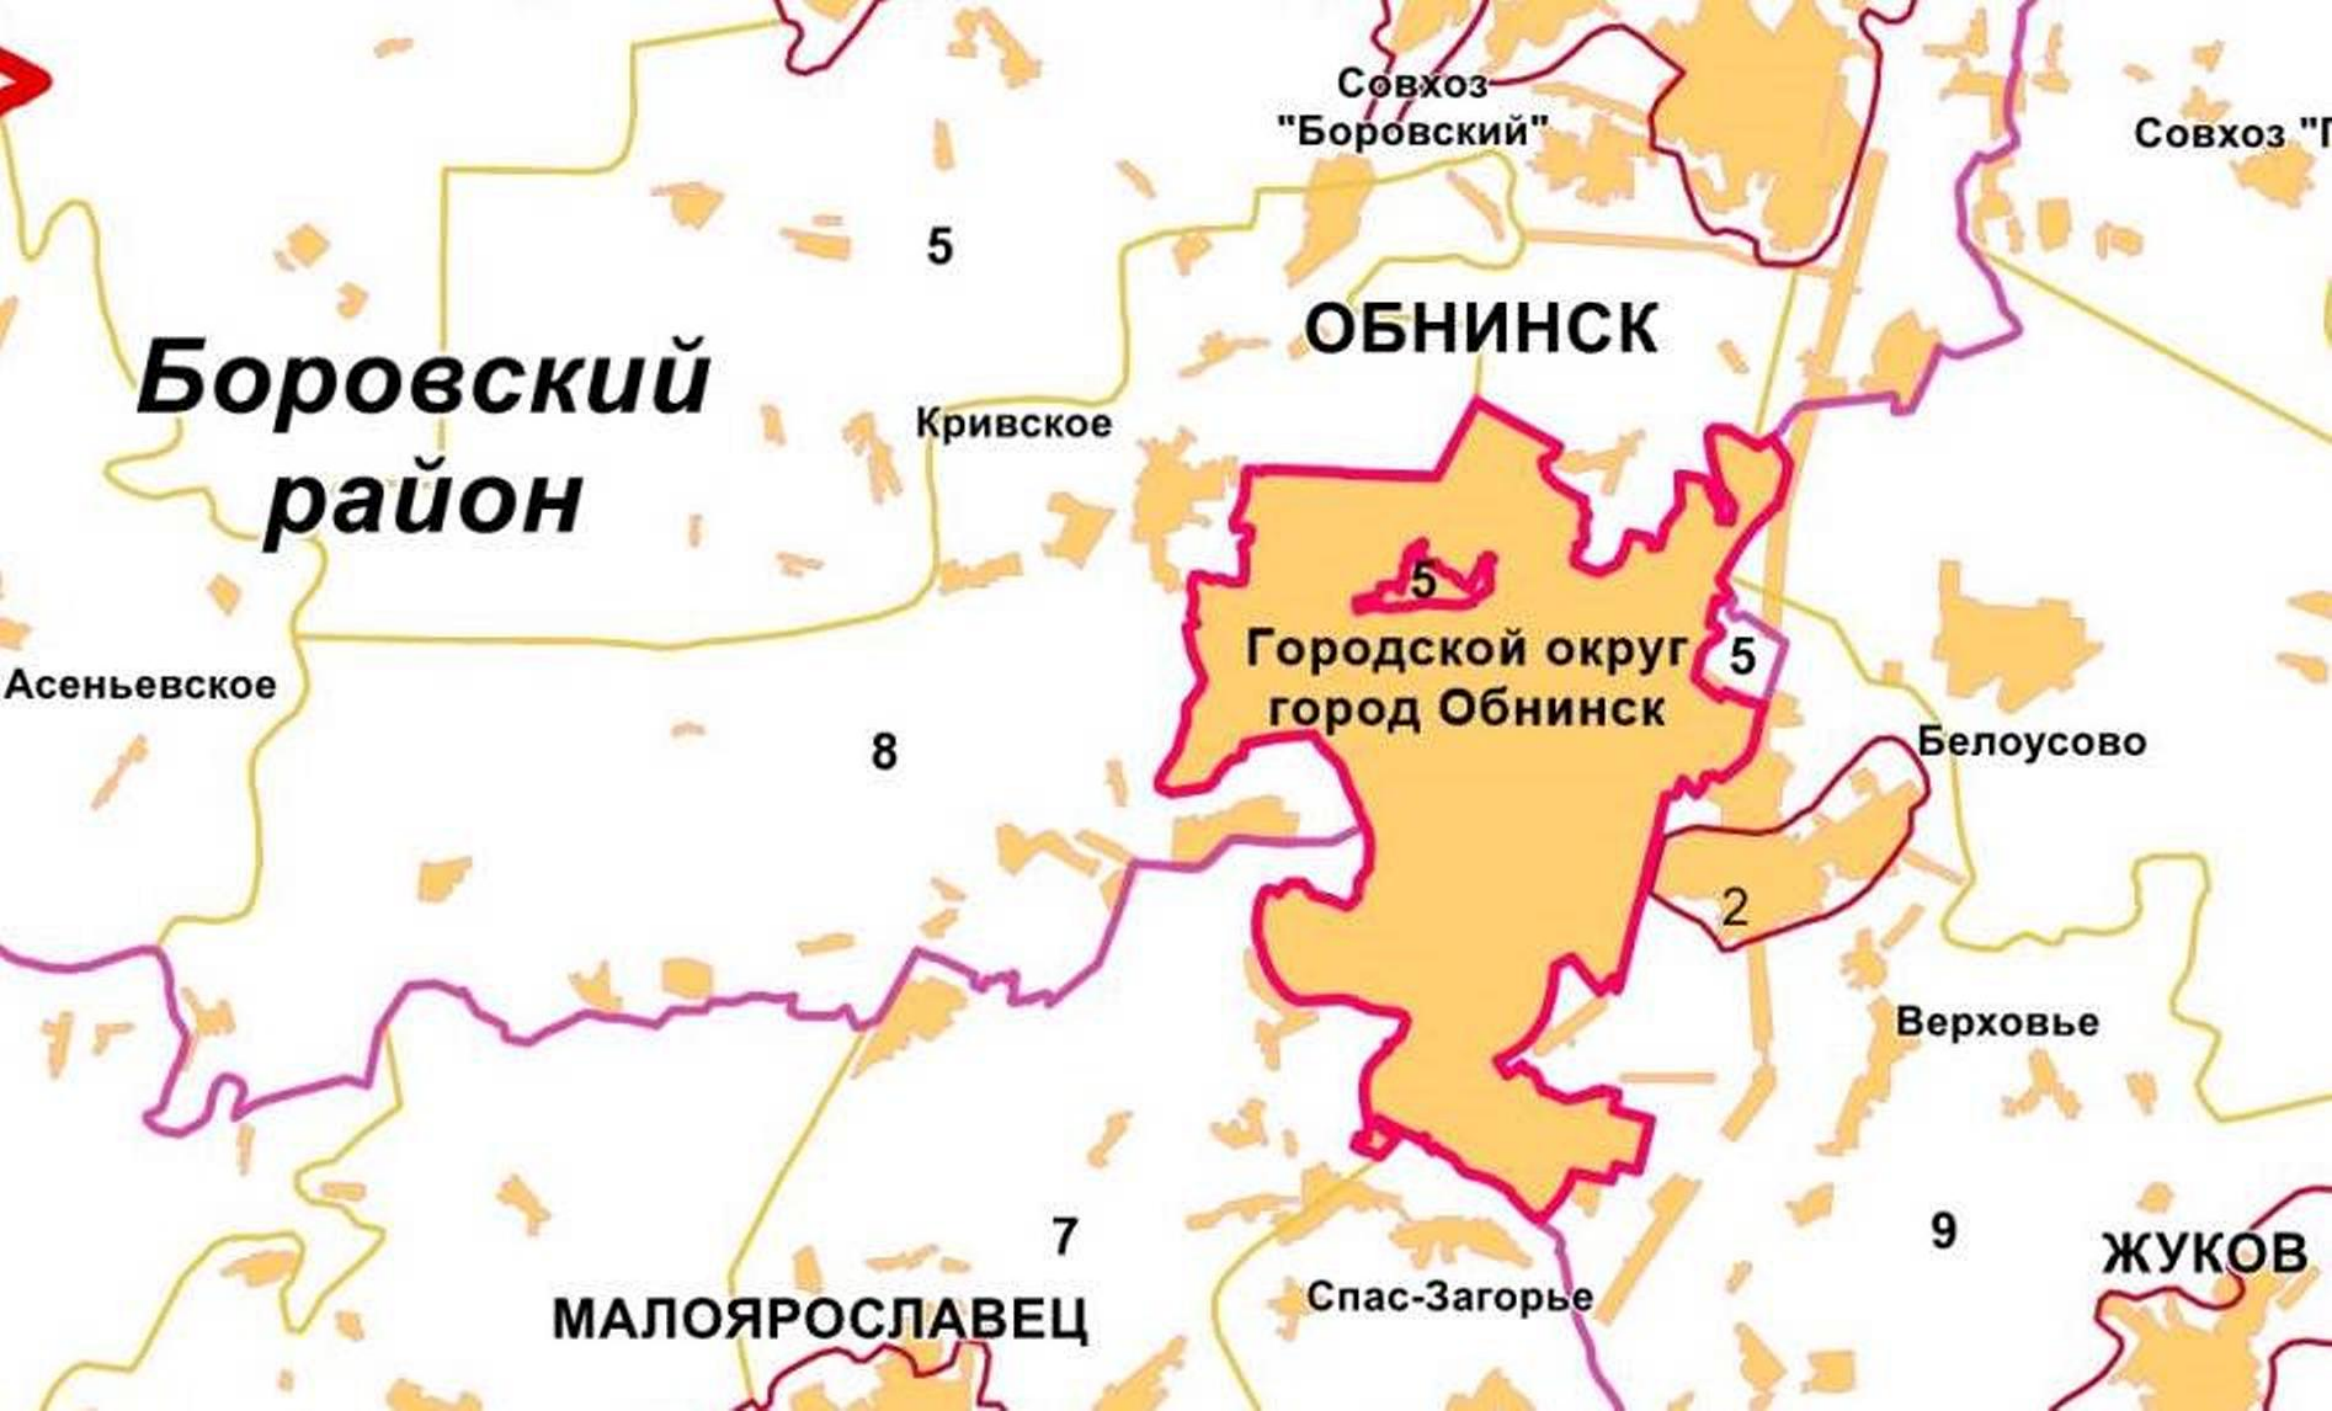 Совхоз
"Боровский"
Совхоз "П
5
ОБНИНСК
Боровский
район
Кривское
5
Городской округ
город Обнинск
5
Асеньевское
8
Белоусово
2
Верховье
7
9
ЖУКОВ
Спас-Загорье
МАЛОЯРОСЛАВЕЦ